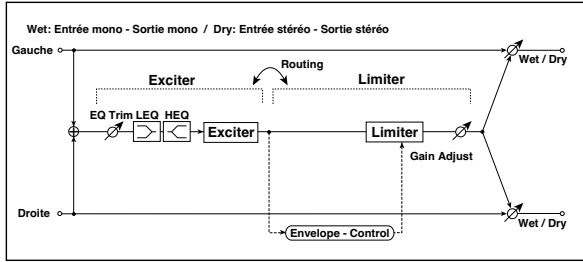 Wet: Entrée mono - Sortie mono / Dry: Entrée stéréo - Sortie stéréo
Gauche
Wet / Dry
Routing
Exciter
Limiter
EQ Trim LEQ HEQ
Exciter
Limiter
Gain Adjust
Droite
Wet / Dry
Envelope - Control